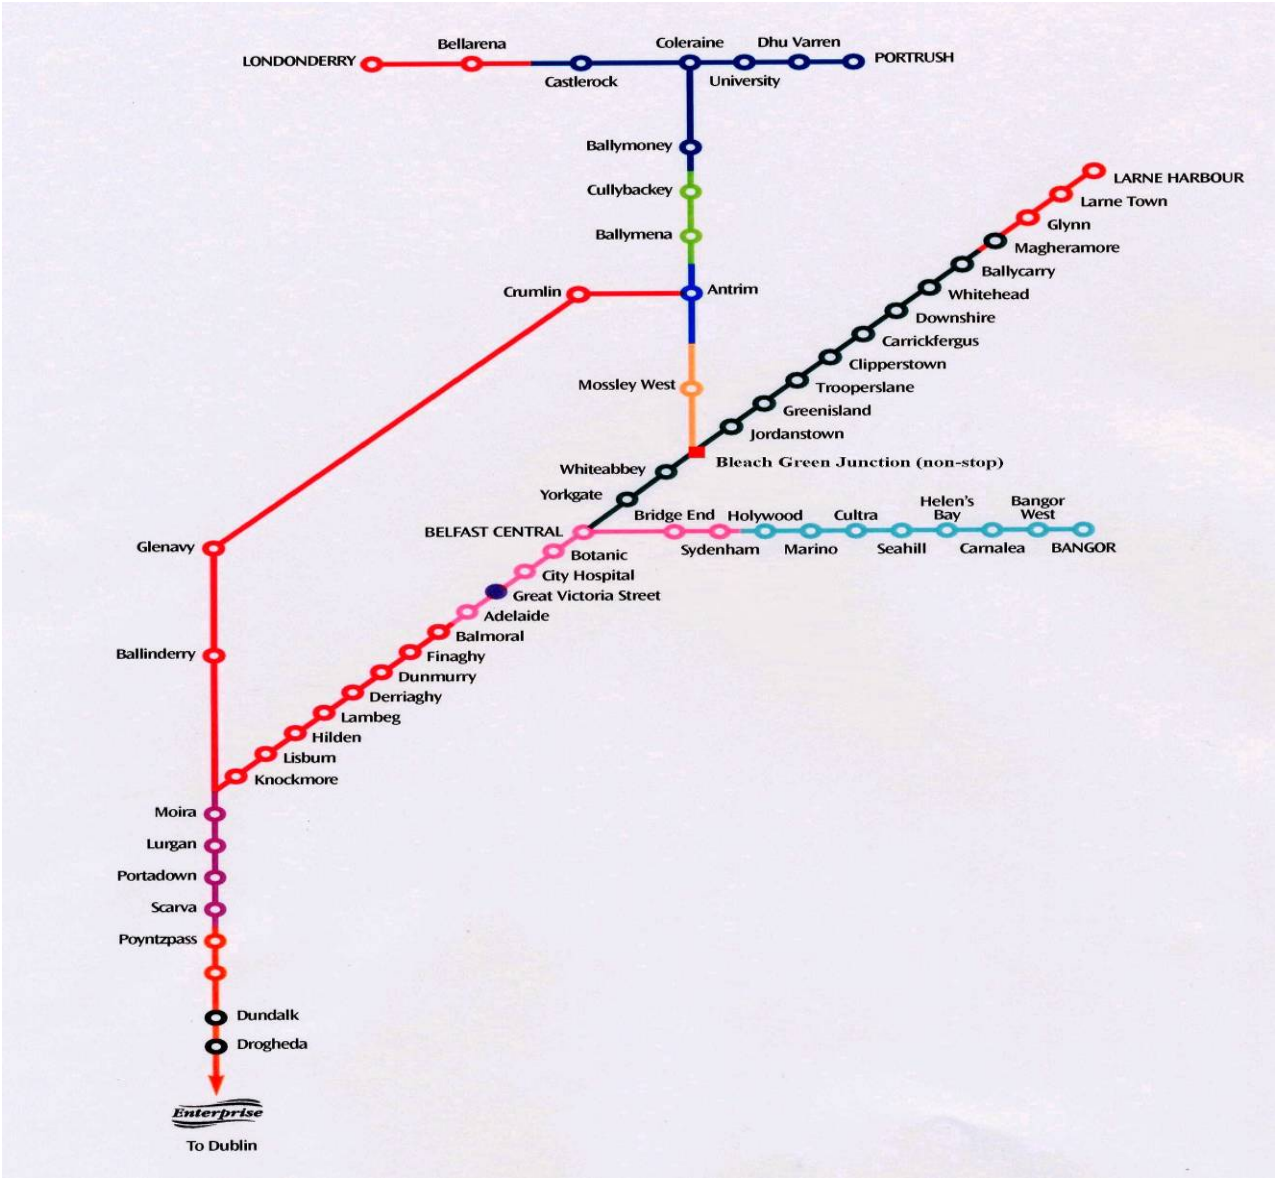 Bellarena
Coleraine
Dhu Varren
LONDONDERRY
PORTRUSH
Castlerock
University
Ballymoney
Cullybackey
LARNE HARBOUR
Larne Town
Glynn
Ballymena
Magheramore
Ballycarry
Crumlin
Antrim
Whitehead
Downshire
Carrickfergus
Clipperstown
Mossley West
Trooperslane
Greenisland
Jordanstown
Bleach Green Junction (non-stop)
Whiteabbey
Yorkgate
BELFAST CENTRAL
Bridge End
Holywood
Cultra
Helen's
Bay
Bangor
West
Sydenham
Marino
Seahill
Carnalea
BANGOR
Glenavy
Botanic
City Hospital
Great Victoria Street
Adelaide
Balmoral
Ballinderry
Finaghy
Dunmurry
Derriaghy
Lambeg
Hilden
Lisburn
Knockmore
Moira
Lurgan
Portadown
Scarva
Poyntzpass
Dundalk
Drogheda
Enterprise
To Dublin